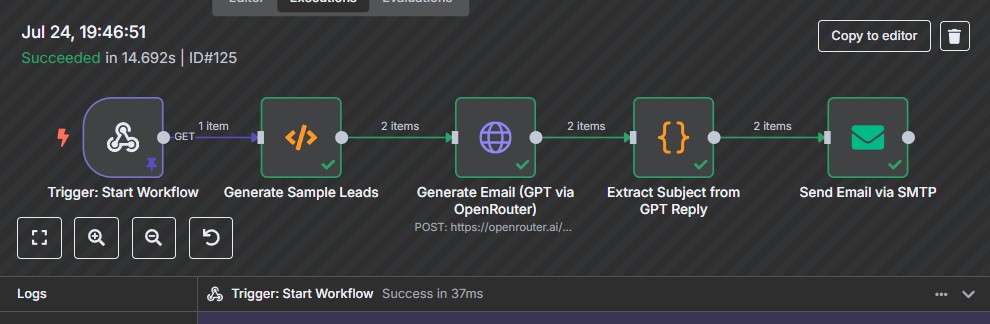 Editor Executions Evaluations
Jul 24, 19:46:51
Succeeded in 14.692s | ID#125
Copy to editor
GET
1 item
2 items
2 items
2 items
Trigger: Start Workflow
Generate Sample Leads
Generate Email (GPT via
OpenRouter)
POST: https://openrouter.ai/...
Extract Subject from
GPT Reply
Send Email via SMTP
Logs
Trigger: Start Workflow Success in 37ms